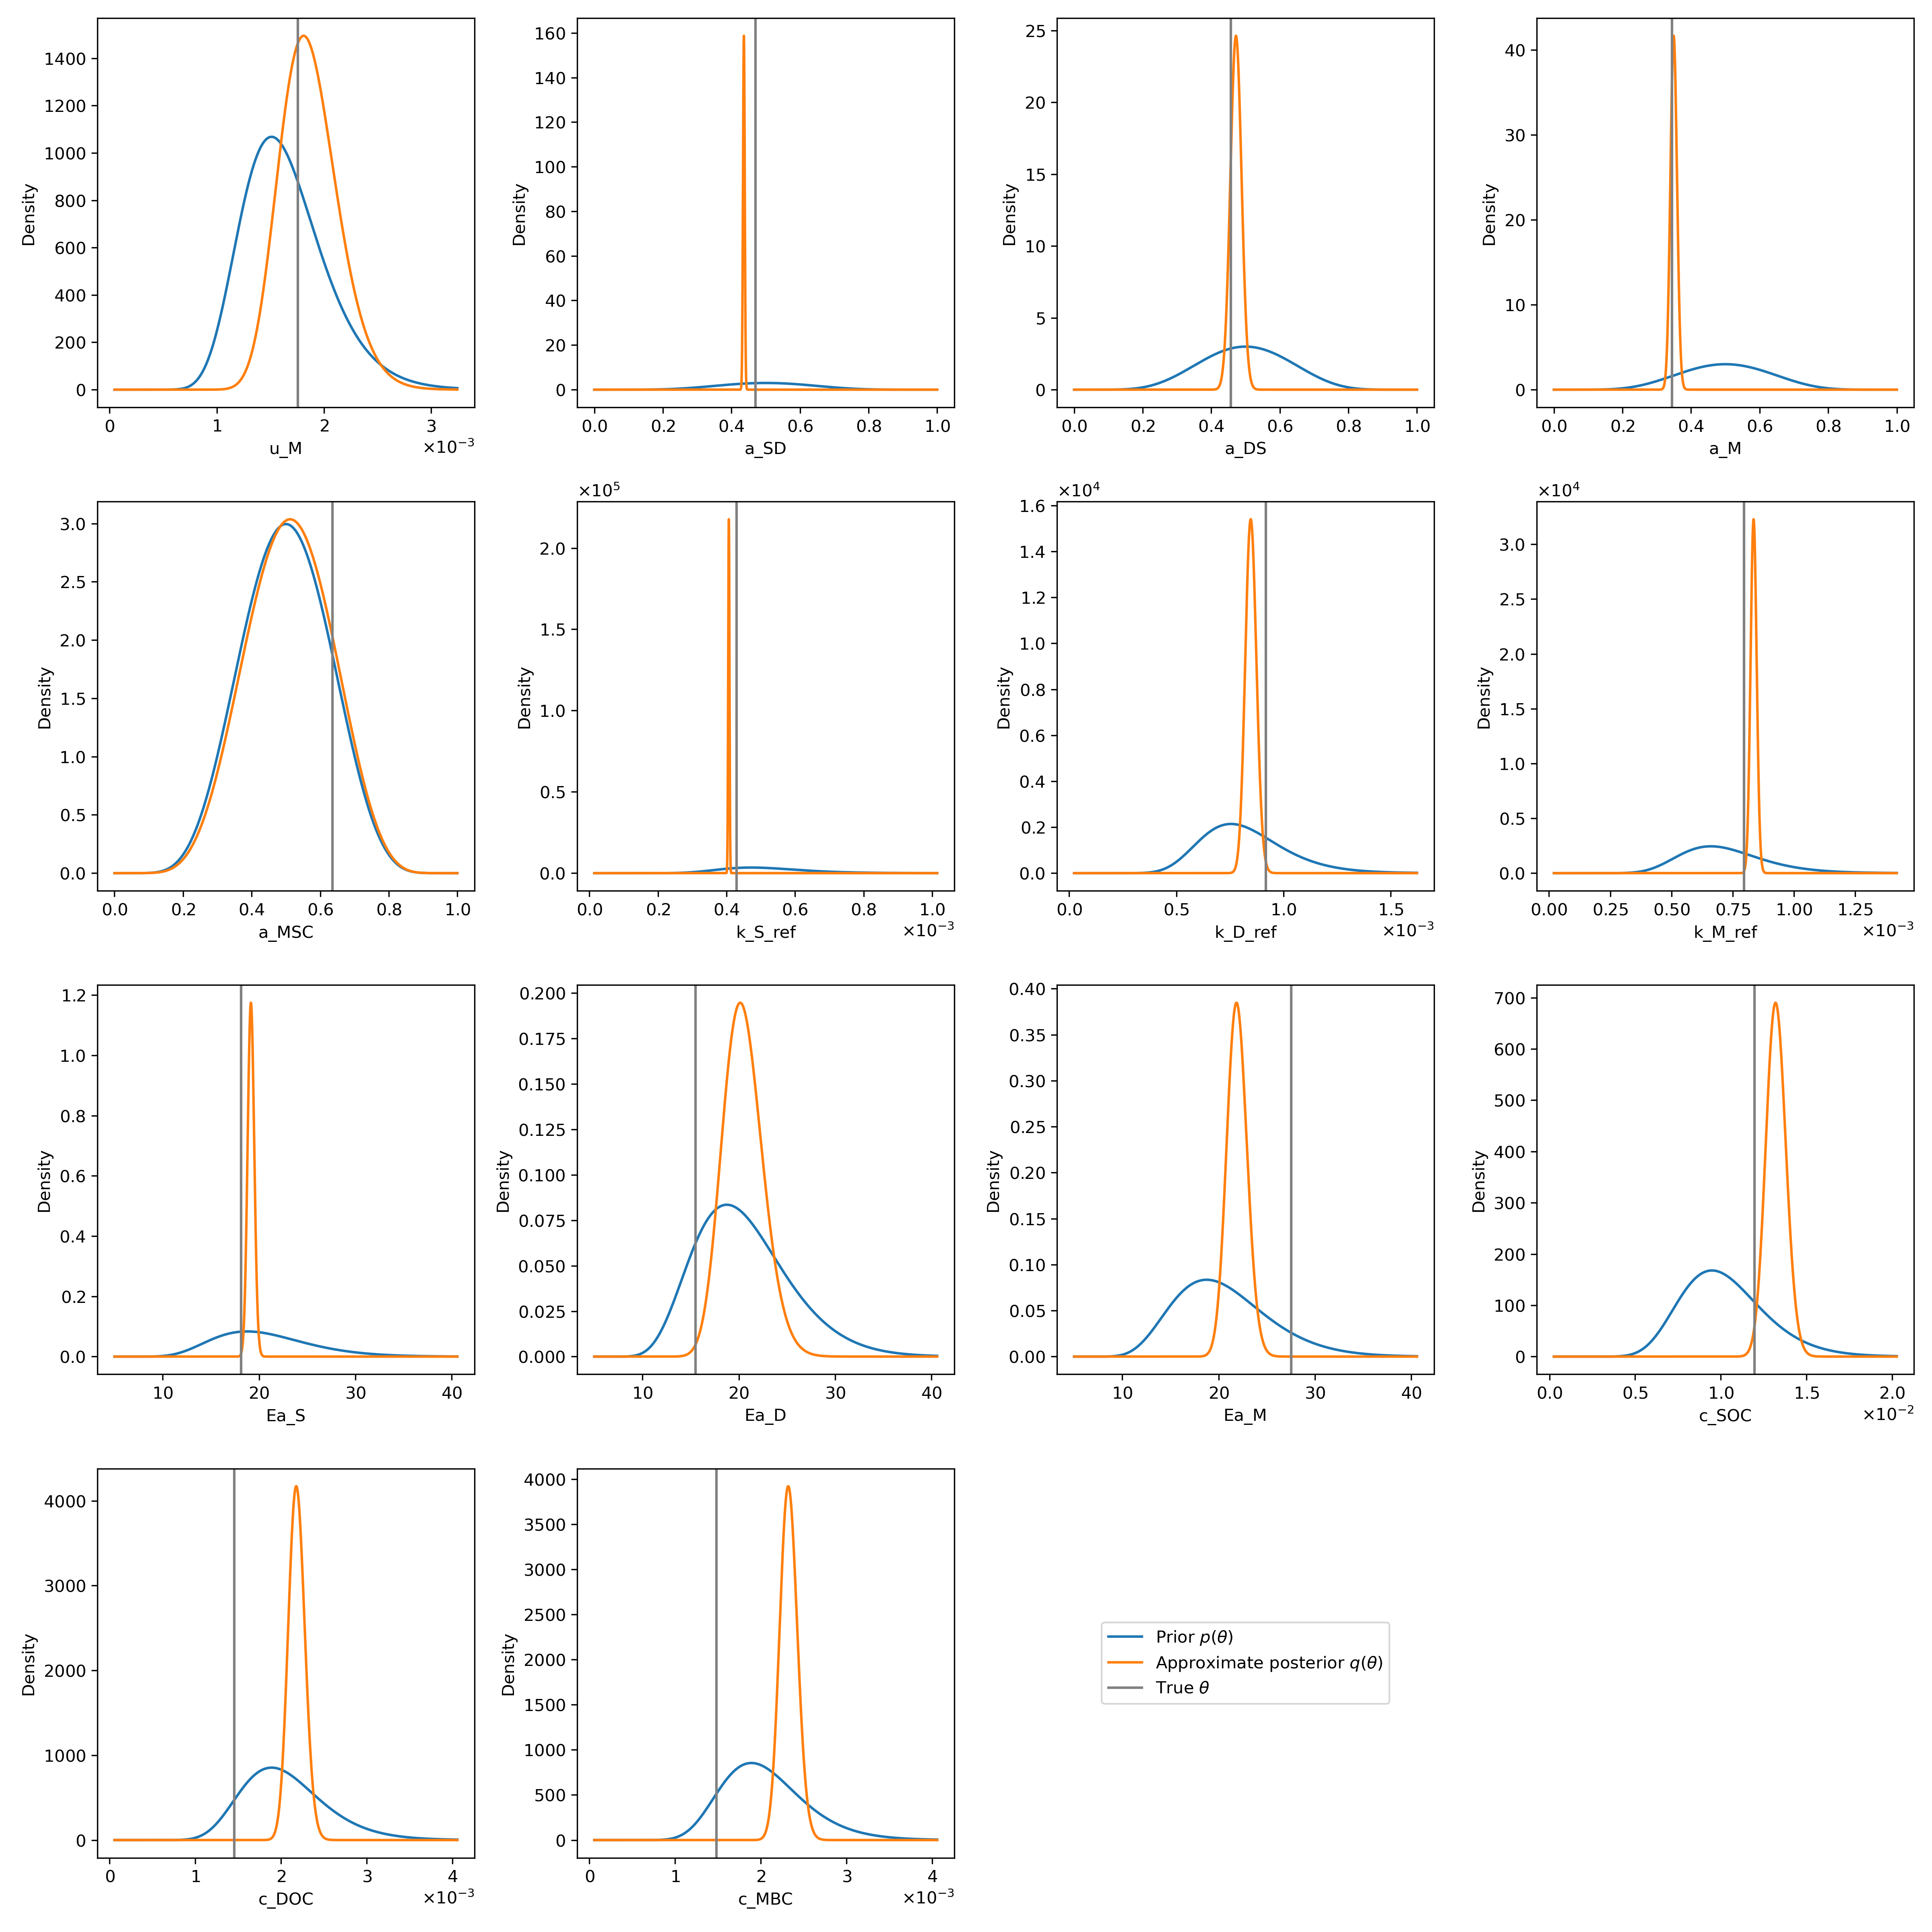 1400
1200
1000
800
600
400
200
0
Density
0 1 2 3
u_M ×10⁻³
160
140
120
100
80
60
40
20
0
Density
0.0 0.2 0.4 0.6 0.8 1.0
a_SD
25
20
15
10
5
0
Density
0.0 0.2 0.4 0.6 0.8 1.0
a_DS
40
30
20
10
0
Density
0.0 0.2 0.4 0.6 0.8 1.0
a_M
3.0
2.5
2.0
1.5
1.0
0.5
0.0
Density
0.0 0.2 0.4 0.6 0.8 1.0
a_MSC
×10⁵
2.0
1.5
1.0
0.5
0.0
Density
0.0 0.2 0.4 0.6 0.8 1.0
k_S_ref ×10⁻³
×10⁴
1.6
1.4
1.2
1.0
0.8
0.6
0.4
0.2
0.0
Density
0.0 0.5 1.0 1.5
k_D_ref ×10⁻³
×10⁴
3.0
2.5
2.0
1.5
1.0
0.5
0.0
Density
0.00 0.25 0.50 0.75 1.00 1.25
k_M_ref ×10⁻³
1.2
1.0
0.8
0.6
0.4
0.2
0.0
Density
10 20 30 40
Ea_S
0.200
0.175
0.150
0.125
0.100
0.075
0.050
0.025
0.000
Density
10 20 30 40
Ea_D
0.40
0.35
0.30
0.25
0.20
0.15
0.10
0.05
0.00
Density
10 20 30 40
Ea_M
700
600
500
400
300
200
100
0
Density
0.0 0.5 1.0 1.5 2.0
c_SOC ×10⁻²
4000
3000
2000
1000
0
Density
0 1 2 3 4
c_DOC ×10⁻³
4000
3500
3000
2500
2000
1500
1000
500
0
Density
0 1 2 3 4
c_MBC ×10⁻³
Prior p(θ)
Approximate posterior q(θ)
True θ